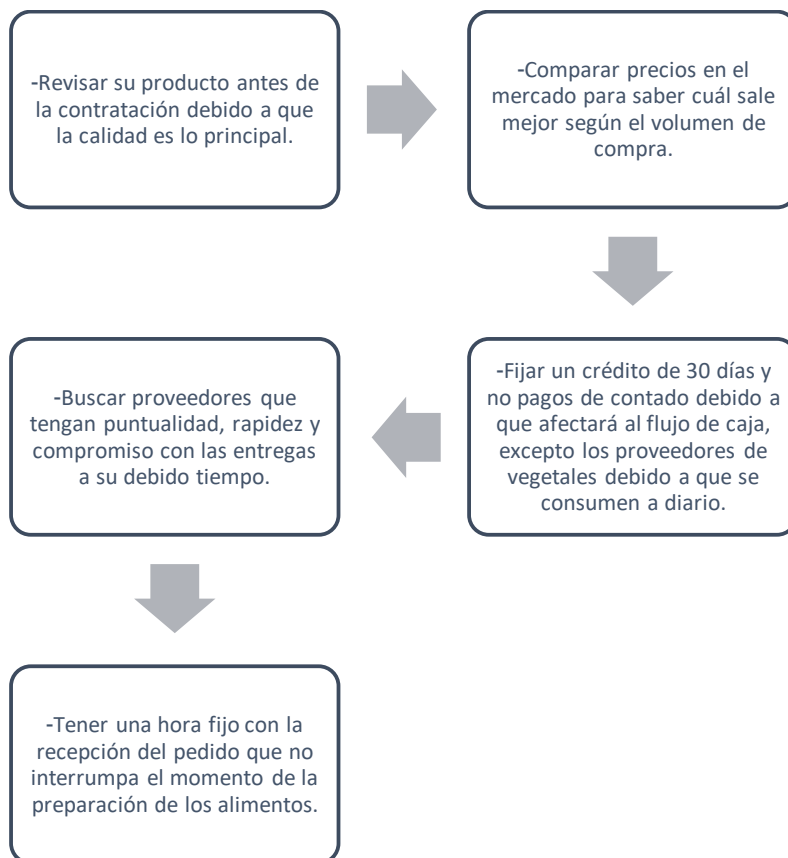 -Revisar su producto antes de
la contratación debido a que
la calidad es lo principal.
-Comparar precios en el
mercado para saber cuál sale
mejor según el volumen de
compra.
-Fijar un crédito de 30 días y
no pagos de contado debido a
que afectará al flujo de caja,
excepto los proveedores de
vegetales debido a que se
consumen a diario.
-Buscar proveedores que
tengan puntualidad, rapidez y
compromiso con las entregas
a su debido tiempo.
-Tener una hora fijo con la
recepción del pedido que no
interrumpa el momento de la
preparación de los alimentos.